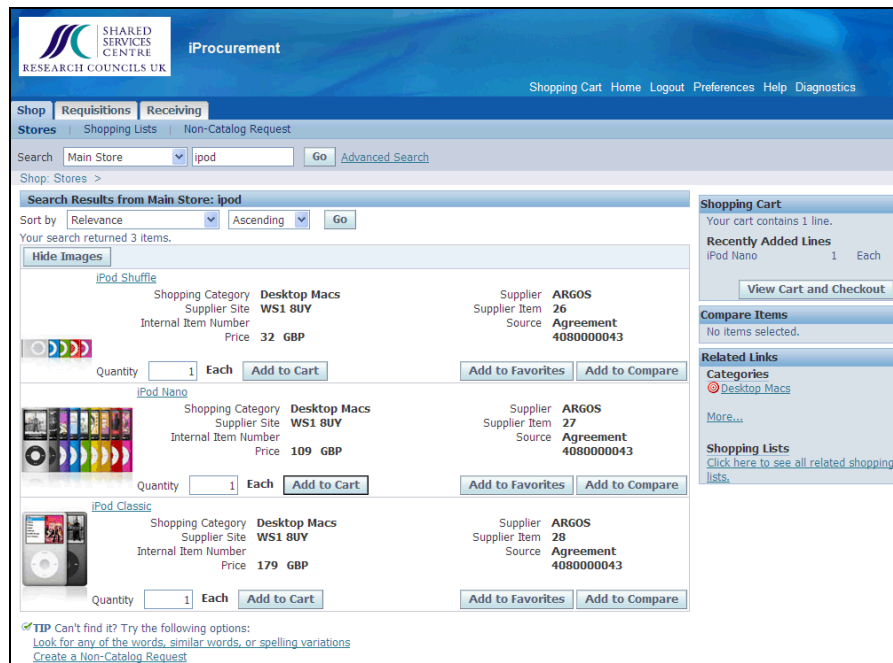 SHARED
SERVICES
CENTRE
RESEARCH COUNCILS UK
iProcurement
Shopping Cart Home Logout Preferences Help Diagnostics
Shop Requisitions Receiving
Stores | Shopping Lists | Non-Catalog Request
Search Main Store ipod Go Advanced Search
Shop: Stores >
Search Results from Main Store: ipod
Sort by Relevance Ascending Go
Your search returned 3 items.
Hide Images
iPod Shuffle
Shopping Category Desktop Macs Supplier ARGOS
Supplier Site WS1 8UY Supplier Item 26
Internal Item Number Source Agreement
Price 32 GBP 4080000043
Quantity 1 Each Add to Cart Add to Favorites Add to Compare
iPod Nano
Shopping Category Desktop Macs Supplier ARGOS
Supplier Site WS1 8UY Supplier Item 27
Internal Item Number Source Agreement
Price 109 GBP 4080000043
Quantity 1 Each Add to Cart Add to Favorites Add to Compare
iPod Classic
Shopping Category Desktop Macs Supplier ARGOS
Supplier Site WS1 8UY Supplier Item 28
Internal Item Number Source Agreement
Price 179 GBP 4080000043
Quantity 1 Each Add to Cart Add to Favorites Add to Compare
TIP Can't find it? Try the following options:
Look for any of the words, similar words, or spelling variations
Create a Non-Catalog Request
Shopping Cart
Your cart contains 1 line.
Recently Added Lines
iPod Nano 1 Each
View Cart and Checkout
Compare Items
No items selected.
Related Links
Categories
Desktop Macs
More...
Shopping Lists
Click here to see all related shopping
lists.